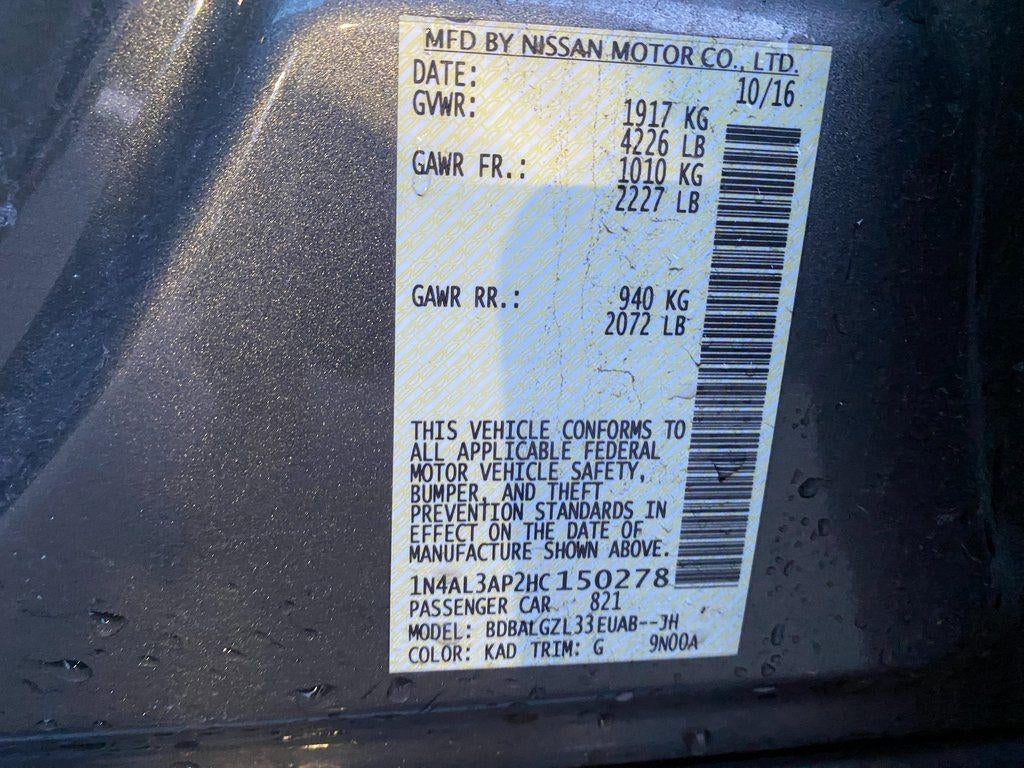 MFD BY NISSAN MOTOR CO., LTD.
DATE: 10/16
GVWR: 1917 KG
4226 LB
GAWR FR.: 1010 KG
2227 LB
GAWR RR.: 940 KG
2072 LB
THIS VEHICLE CONFORMS TO
ALL APPLICABLE FEDERAL
MOTOR VEHICLE SAFETY,
BUMPER, AND THEFT
PREVENTION STANDARDS IN
EFFECT ON THE DATE OF
MANUFACTURE SHOWN ABOVE.
1N4AL3AP2HC150278
PASSENGER CAR 821
MODEL: BDBALGZL33EUAB--JH
COLOR: KAD TRIM: G 9N00A